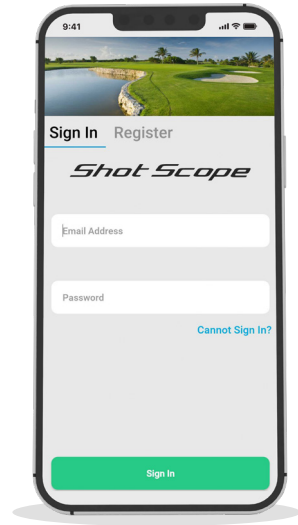 9:41
Sign In Register
Shot Scope
Email Address
Password
Cannot Sign In?
Sign In